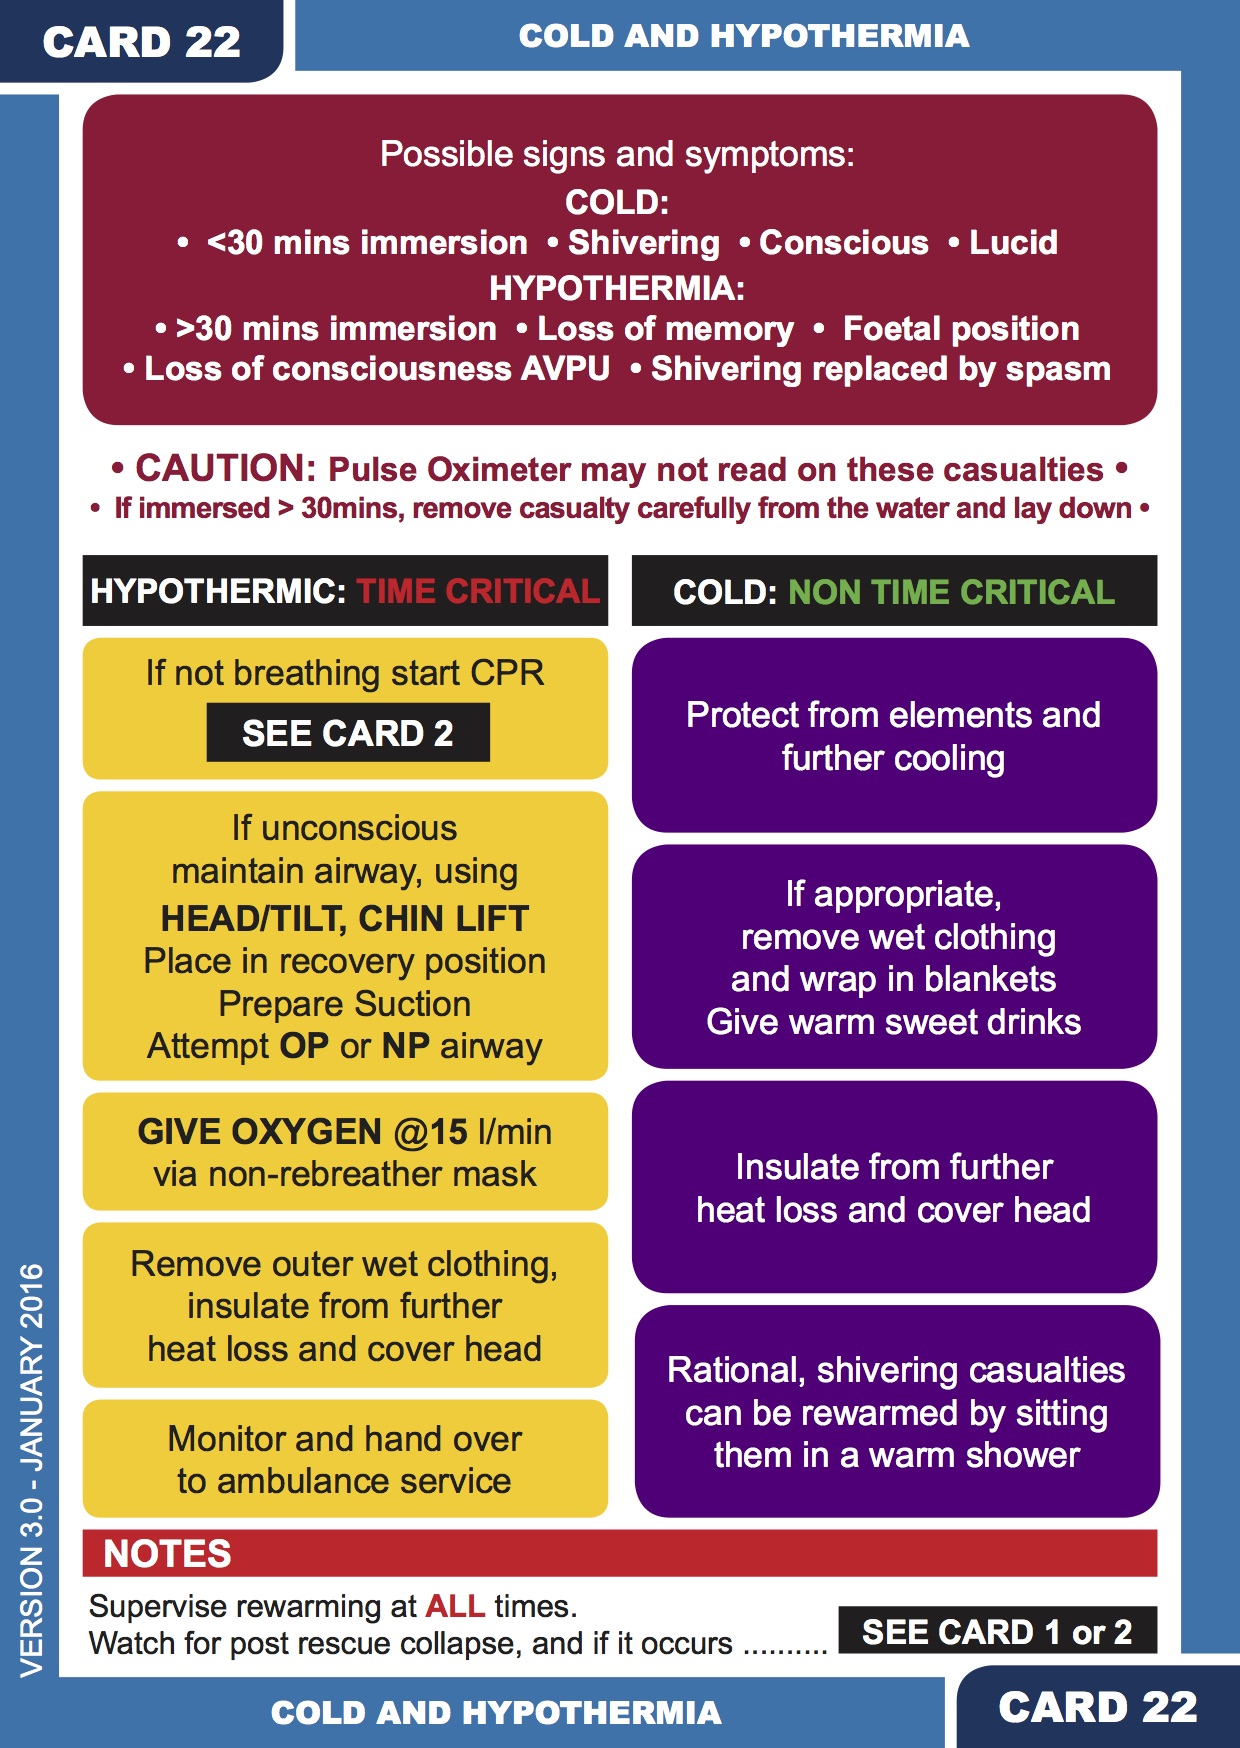 CARD 22
COLD AND HYPOTHERMIA
Possible signs and symptoms:
COLD:
• <30 mins immersion • Shivering • Conscious • Lucid
HYPOTHERMIA:
• >30 mins immersion • Loss of memory • Foetal position
• Loss of consciousness AVPU • Shivering replaced by spasm
• CAUTION: Pulse Oximeter may not read on these casualties •
• If immersed > 30mins, remove casualty carefully from the water and lay down •
HYPOTHERMIC: TIME CRITICAL
If not breathing start CPR
SEE CARD 2
If unconscious
maintain airway, using
HEAD/TILT, CHIN LIFT
Place in recovery position
Prepare Suction
Attempt OP or NP airway
GIVE OXYGEN @15 l/min
via non-rebreather mask
Remove outer wet clothing,
insulate from further
heat loss and cover head
Monitor and hand over
to ambulance service
COLD: NON TIME CRITICAL
Protect from elements and
further cooling
If appropriate,
remove wet clothing
and wrap in blankets
Give warm sweet drinks
Insulate from further
heat loss and cover head
Rational, shivering casualties
can be rewarmed by sitting
them in a warm shower
NOTES
Supervise rewarming at ALL times.
Watch for post rescue collapse, and if it occurs ..........
SEE CARD 1 or 2
VERSION 3.0 - JANUARY 2016
COLD AND HYPOTHERMIA
CARD 22